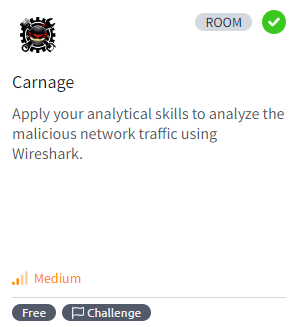 ROOM
Carnage
Apply your analytical skills to analyze the
malicious network traffic using
Wireshark.
Medium
Free
Challenge